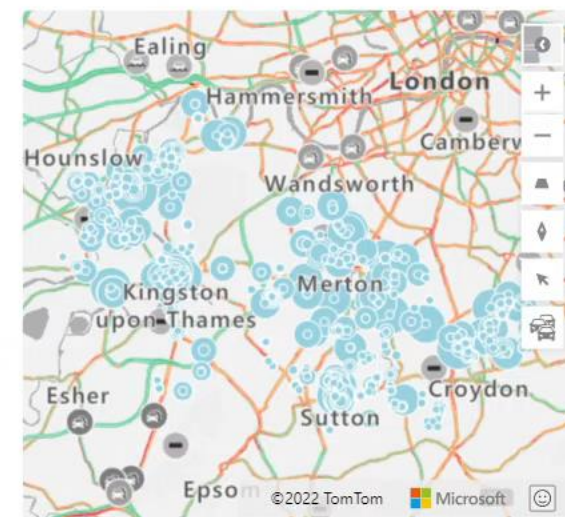 Ealing
London
Hammersmith
Camberw
Hounslow
Wandsworth
Kingston
upon Thames
Merton
Croydon
Esher
Sutton
Epsom
©2022 TomTom
Microsoft